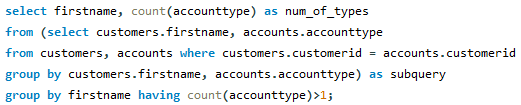 select firstname, count(accounttype) as num_of_types
from (select customers.firstname, accounts.accounttype
from customers, accounts where customers.customerid = accounts.customerid
group by customers.firstname, accounts.accounttype) as subquery
group by firstname having count(accounttype)>1;